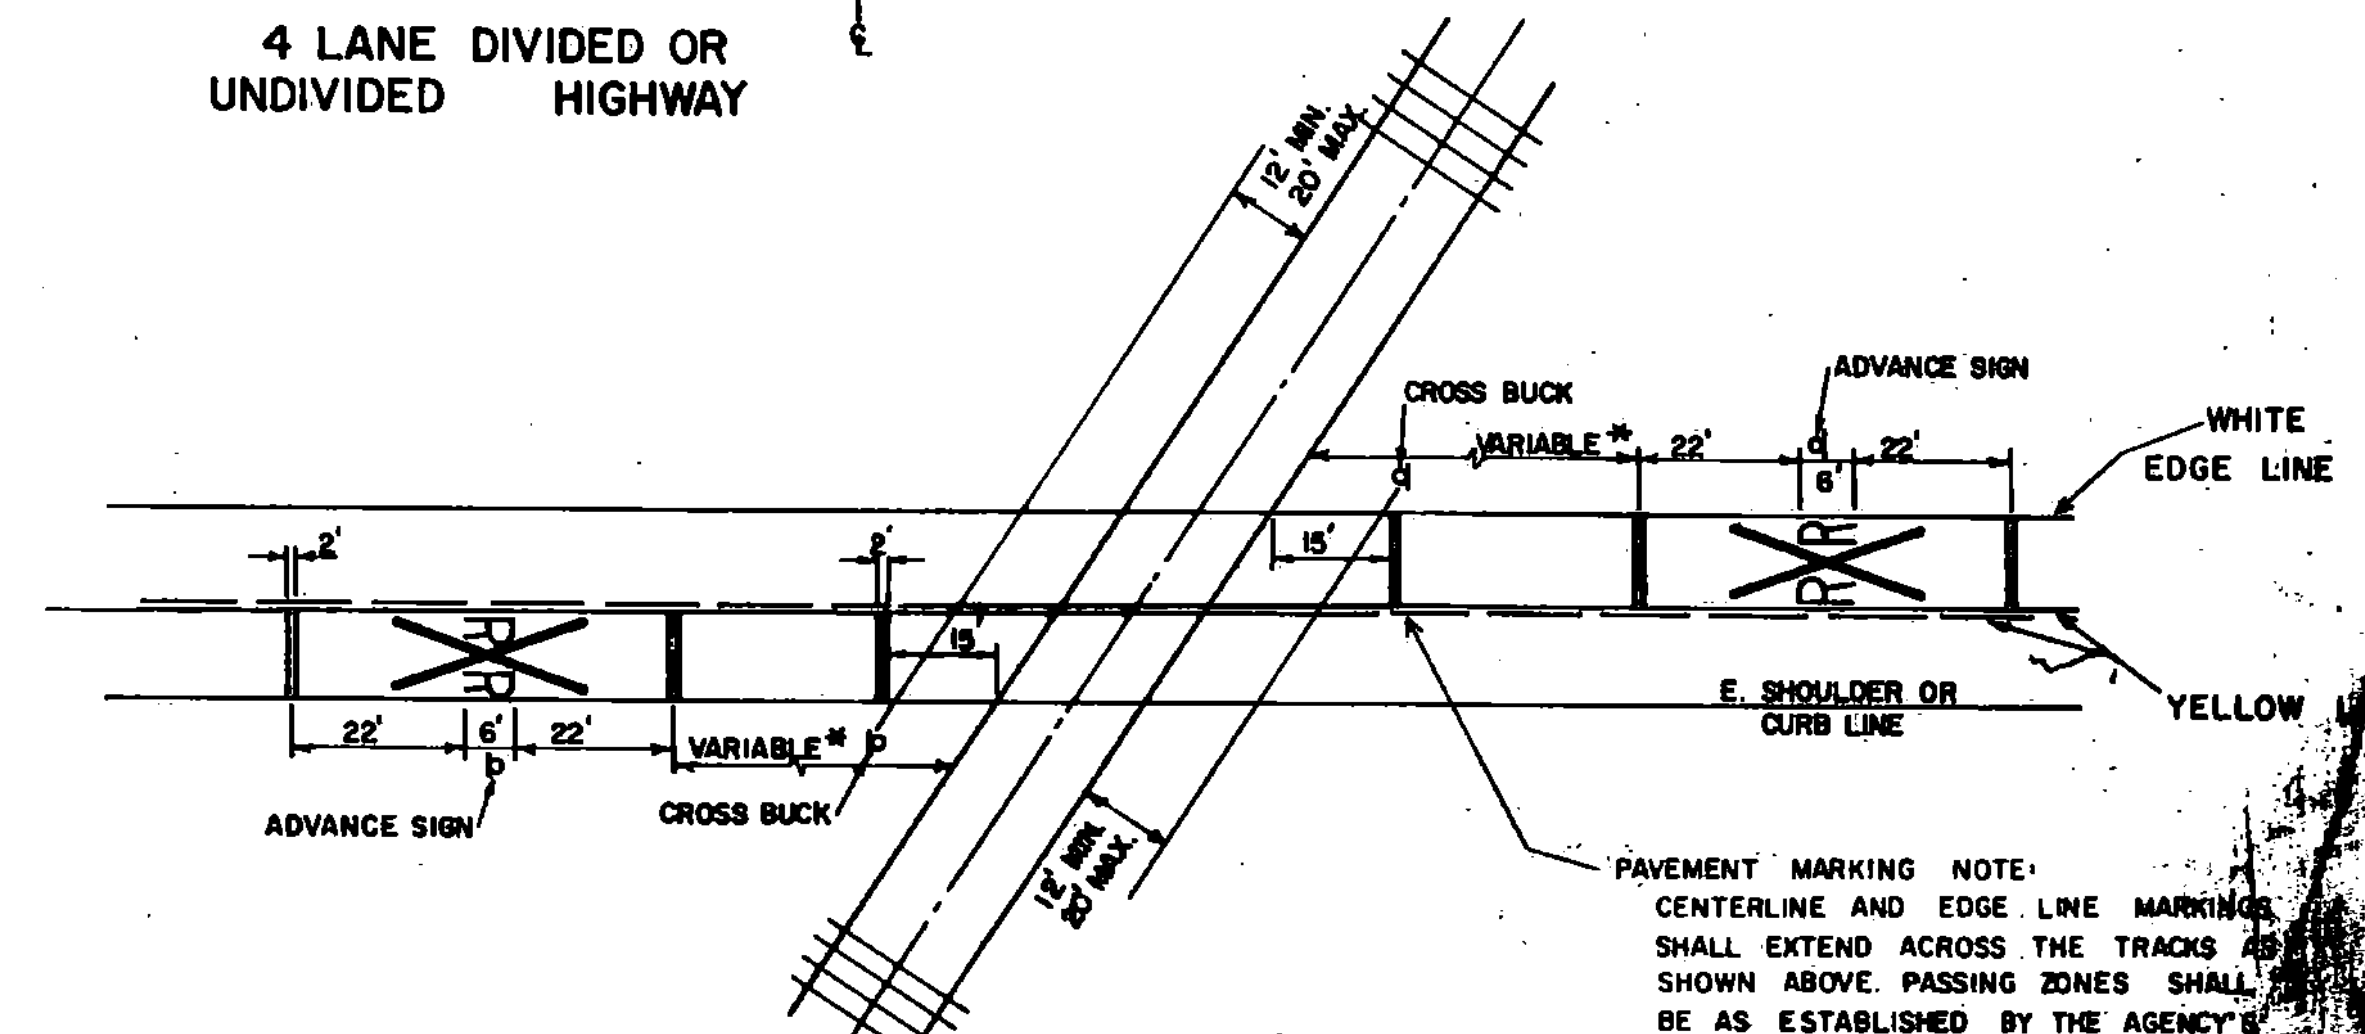 4 LANE DIVIDED OR
UNDIVIDED HIGHWAY
℄
12' MIN.
20' MAX.
ADVANCE SIGN
CROSS BUCK
WHITE
EDGE LINE
VARIABLE*
22'
6'
22'
15'
2'
2'
RR
15'
RR
E. SHOULDER OR
CURB LINE
YELLOW
22'
6'
22'
VARIABLE*
CROSS BUCK
ADVANCE SIGN
12' MIN.
20' MAX.
PAVEMENT MARKING NOTE:
CENTERLINE AND EDGE LINE MARKINGS
SHALL EXTEND ACROSS THE TRACKS AS
SHOWN ABOVE. PASSING ZONES SHALL
BE AS ESTABLISHED BY THE AGENCY'S